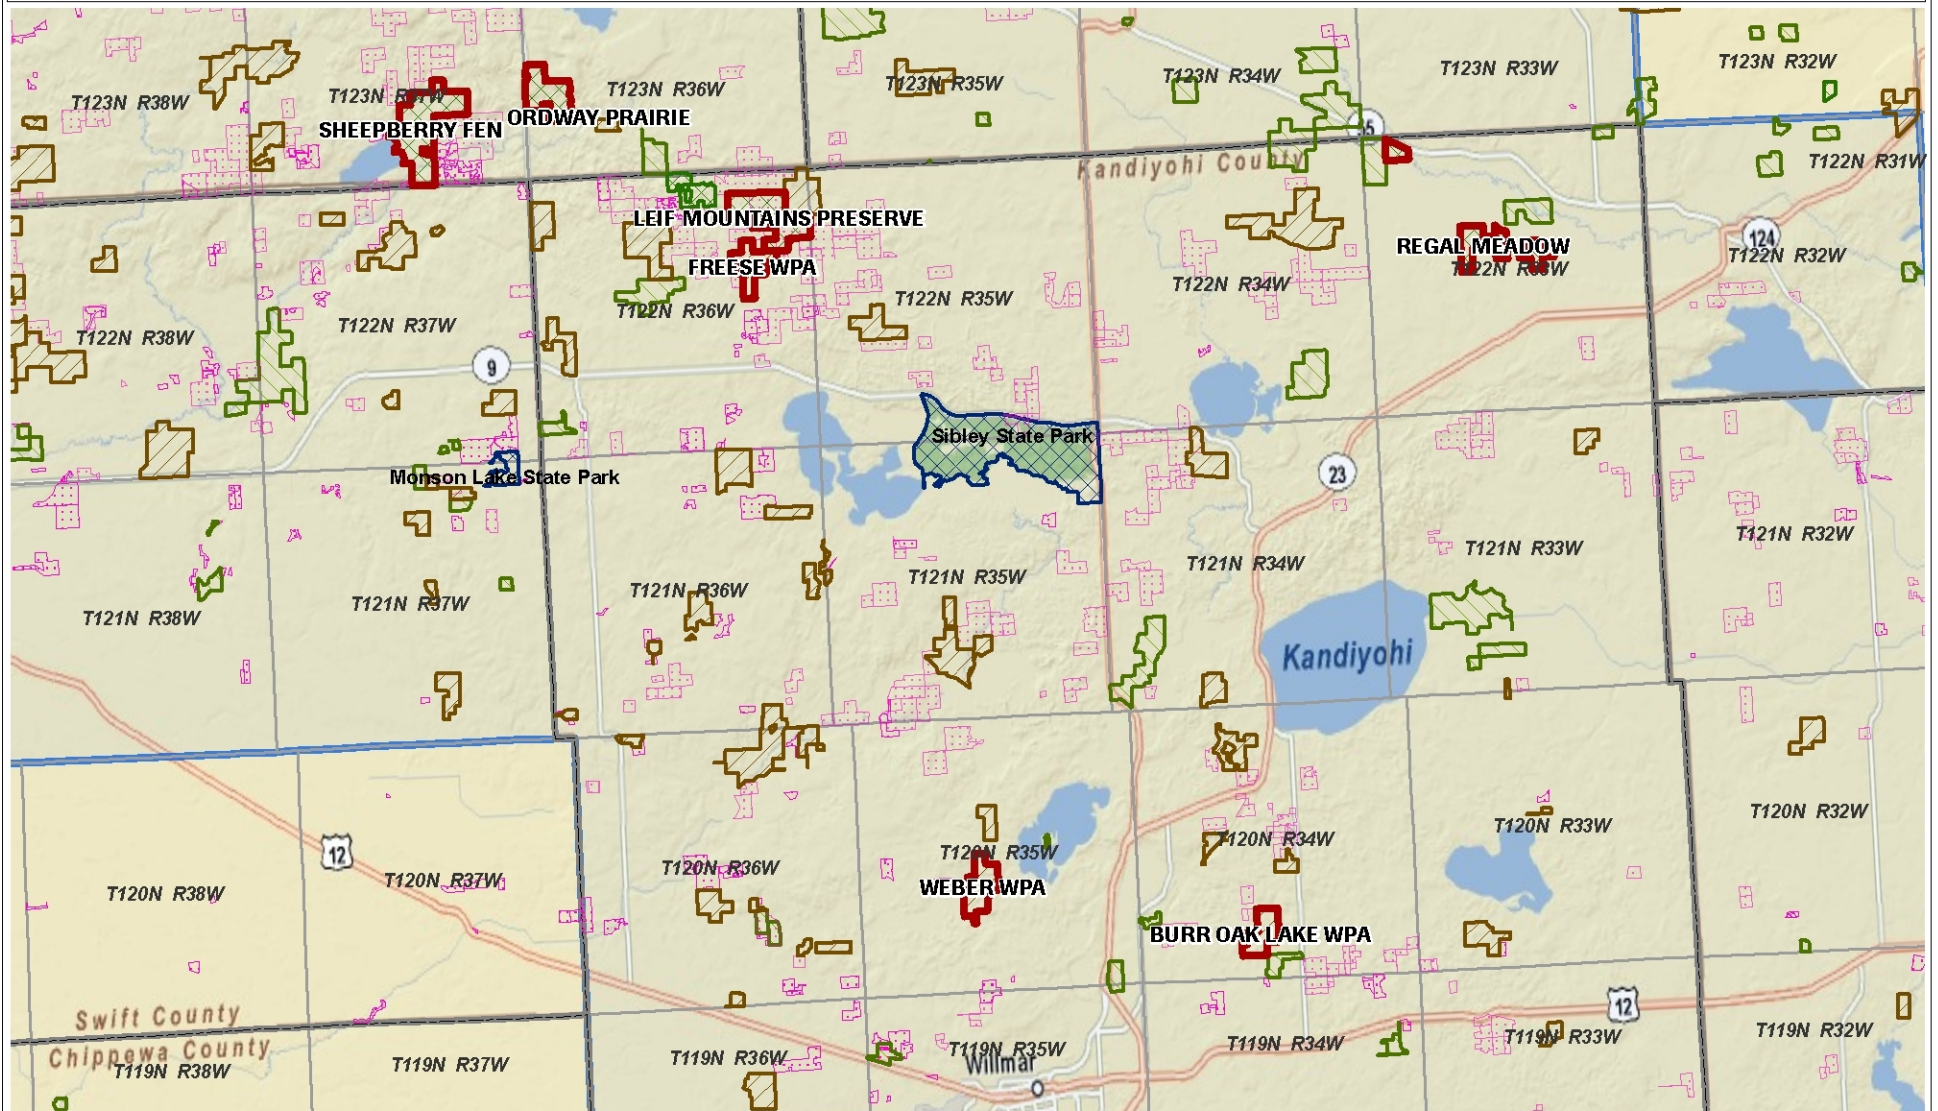 T123N R38W
T123N R37W
T123N R36W
T123N R35W
T123N R34W
T123N R33W
T123N R32W
SHEEPBERRY FEN
ORDWAY PRAIRIE
55
Kandiyohi County
T122N R31W
LEIF MOUNTAINS PRESERVE
FREESE WPA
REGAL MEADOW
124
T122N R38W
T122N R37W
T122N R36W
T122N R35W
T122N R34W
T122N R33W
T122N R32W
9
Sibley State Park
Monson Lake State Park
23
T121N R38W
T121N R37W
T121N R36W
T121N R35W
T121N R34W
T121N R33W
T121N R32W
Kandiyohi
12
T120N R38W
T120N R37W
T120N R36W
T120N R35W
T120N R34W
T120N R33W
T120N R32W
WEBER WPA
BURR OAK LAKE WPA
12
Swift County
Chippewa County
T119N R38W
T119N R37W
T119N R36W
T119N R35W
T119N R34W
T119N R33W
T119N R32W
Willmar